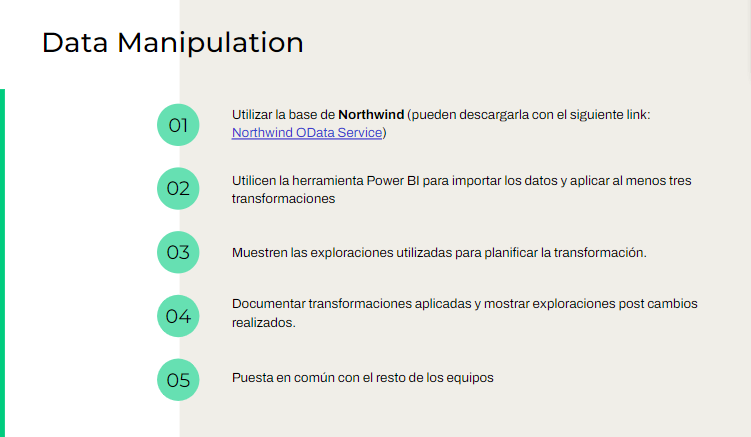 Data Manipulation
01
Utilizar la base de Northwind (pueden descargarla con el siguiente link:
Northwind OData Service)
02
Utilicen la herramienta Power BI para importar los datos y aplicar al menos tres
transformaciones
03
Muestren las exploraciones utilizadas para planificar la transformación.
04
Documentar transformaciones aplicadas y mostrar exploraciones post cambios
realizados.
05
Puesta en común con el resto de los equipos